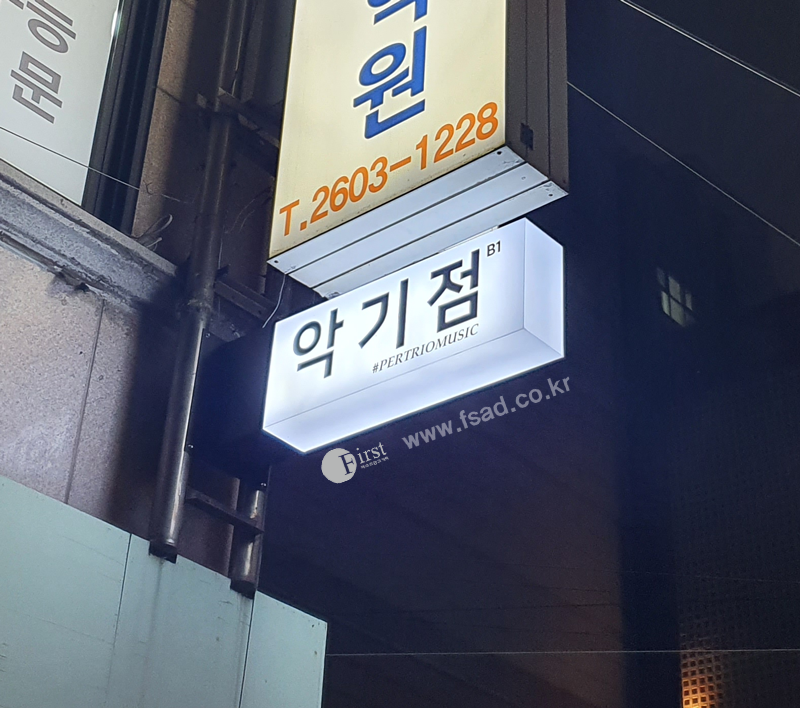 원
T.2603-1228
악기점 B1
#PERTRIOMUSIC
First
www.fsad.co.kr